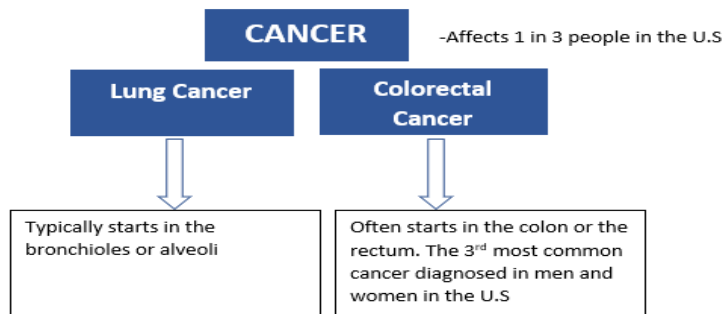 CANCER
-Affects 1 in 3 people in the U.S
Lung Cancer
Colorectal
Cancer
Typically starts in the
bronchioles or alveoli
Often starts in the colon or the
rectum. The 3rd most common
cancer diagnosed in men and
women in the U.S